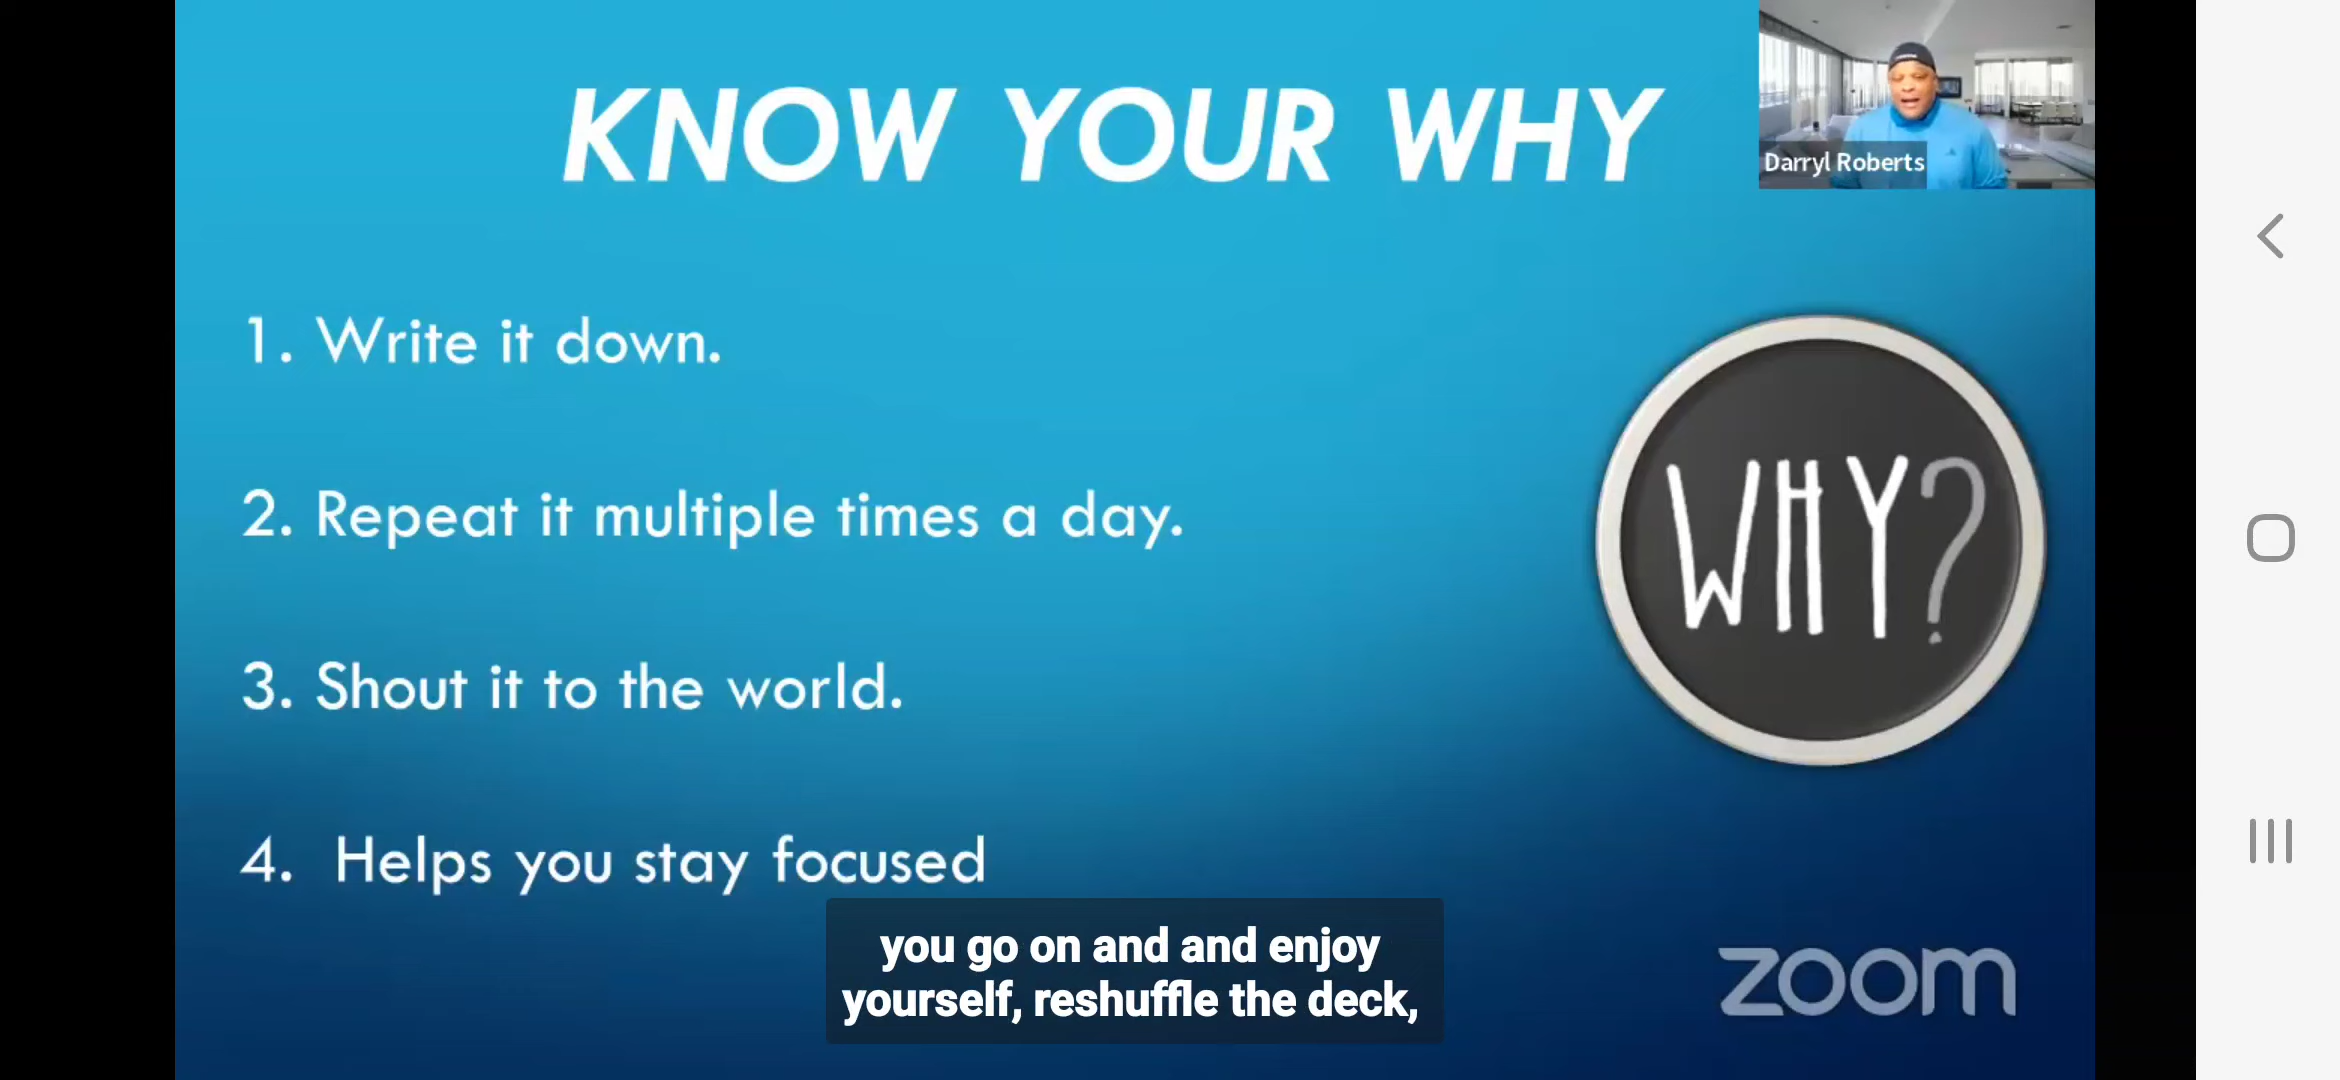 KNOW YOUR WHY
Darryl Roberts
1. Write it down.
2. Repeat it multiple times a day.
3. Shout it to the world.
4. Helps you stay focused
WHY?
you go on and and enjoy
yourself, reshuffle the deck,
zoom